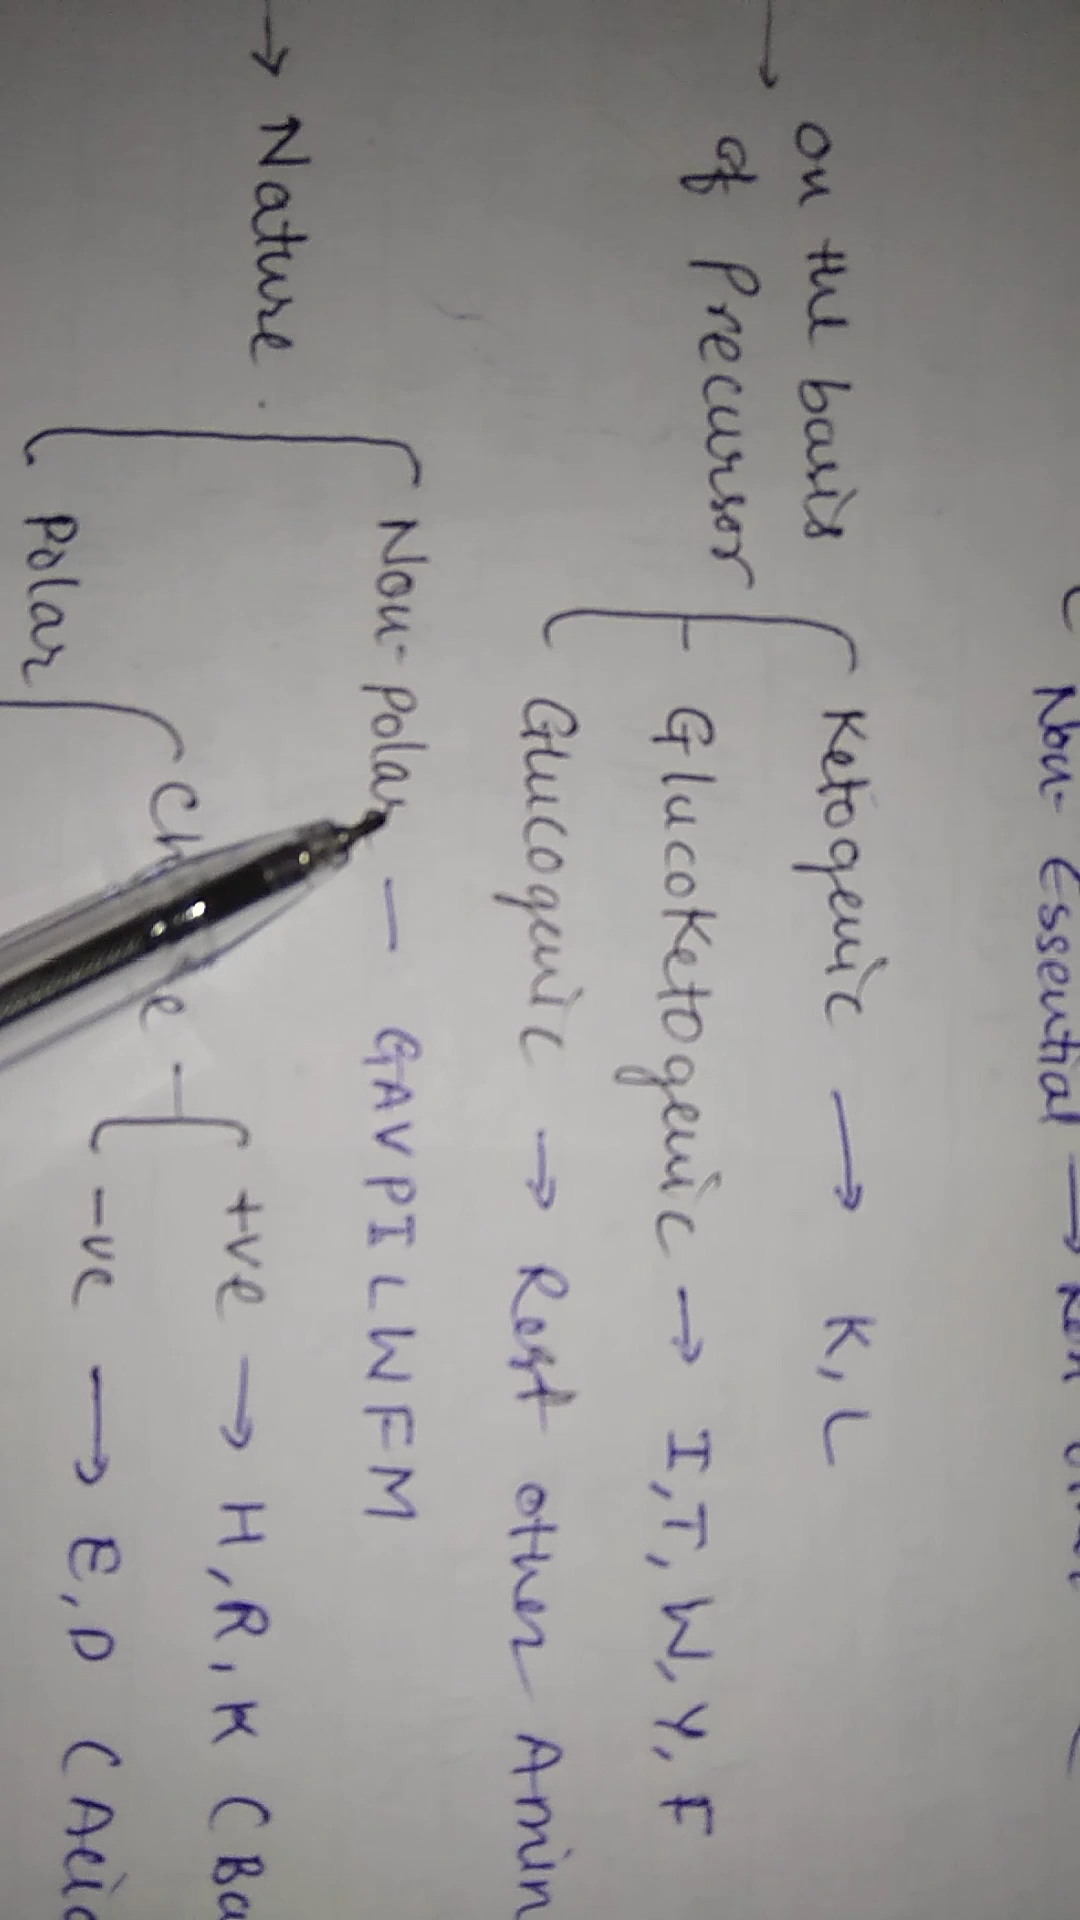 Non-Essential →
→ on the basis
of Precursor
Ketogenic → K, L
GlucoKetogenic → I, T, W, Y, F
Glucogenic → Rest other Amin
→ Nature.
Non-Polar — GAVPILWFM
Polar
+ve → H, R, K (Ba
-ve → E, D (Acid